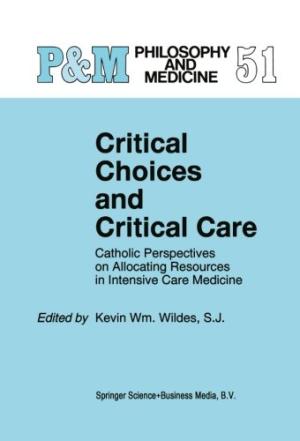 P&M PHILOSOPHY AND MEDICINE 51
Critical
Choices
and
Critical Care
Catholic Perspectives
on Allocating Resources
in Intensive Care Medicine
Edited by Kevin Wm. Wildes, S.J.
Springer Science+Business Media, B.V.